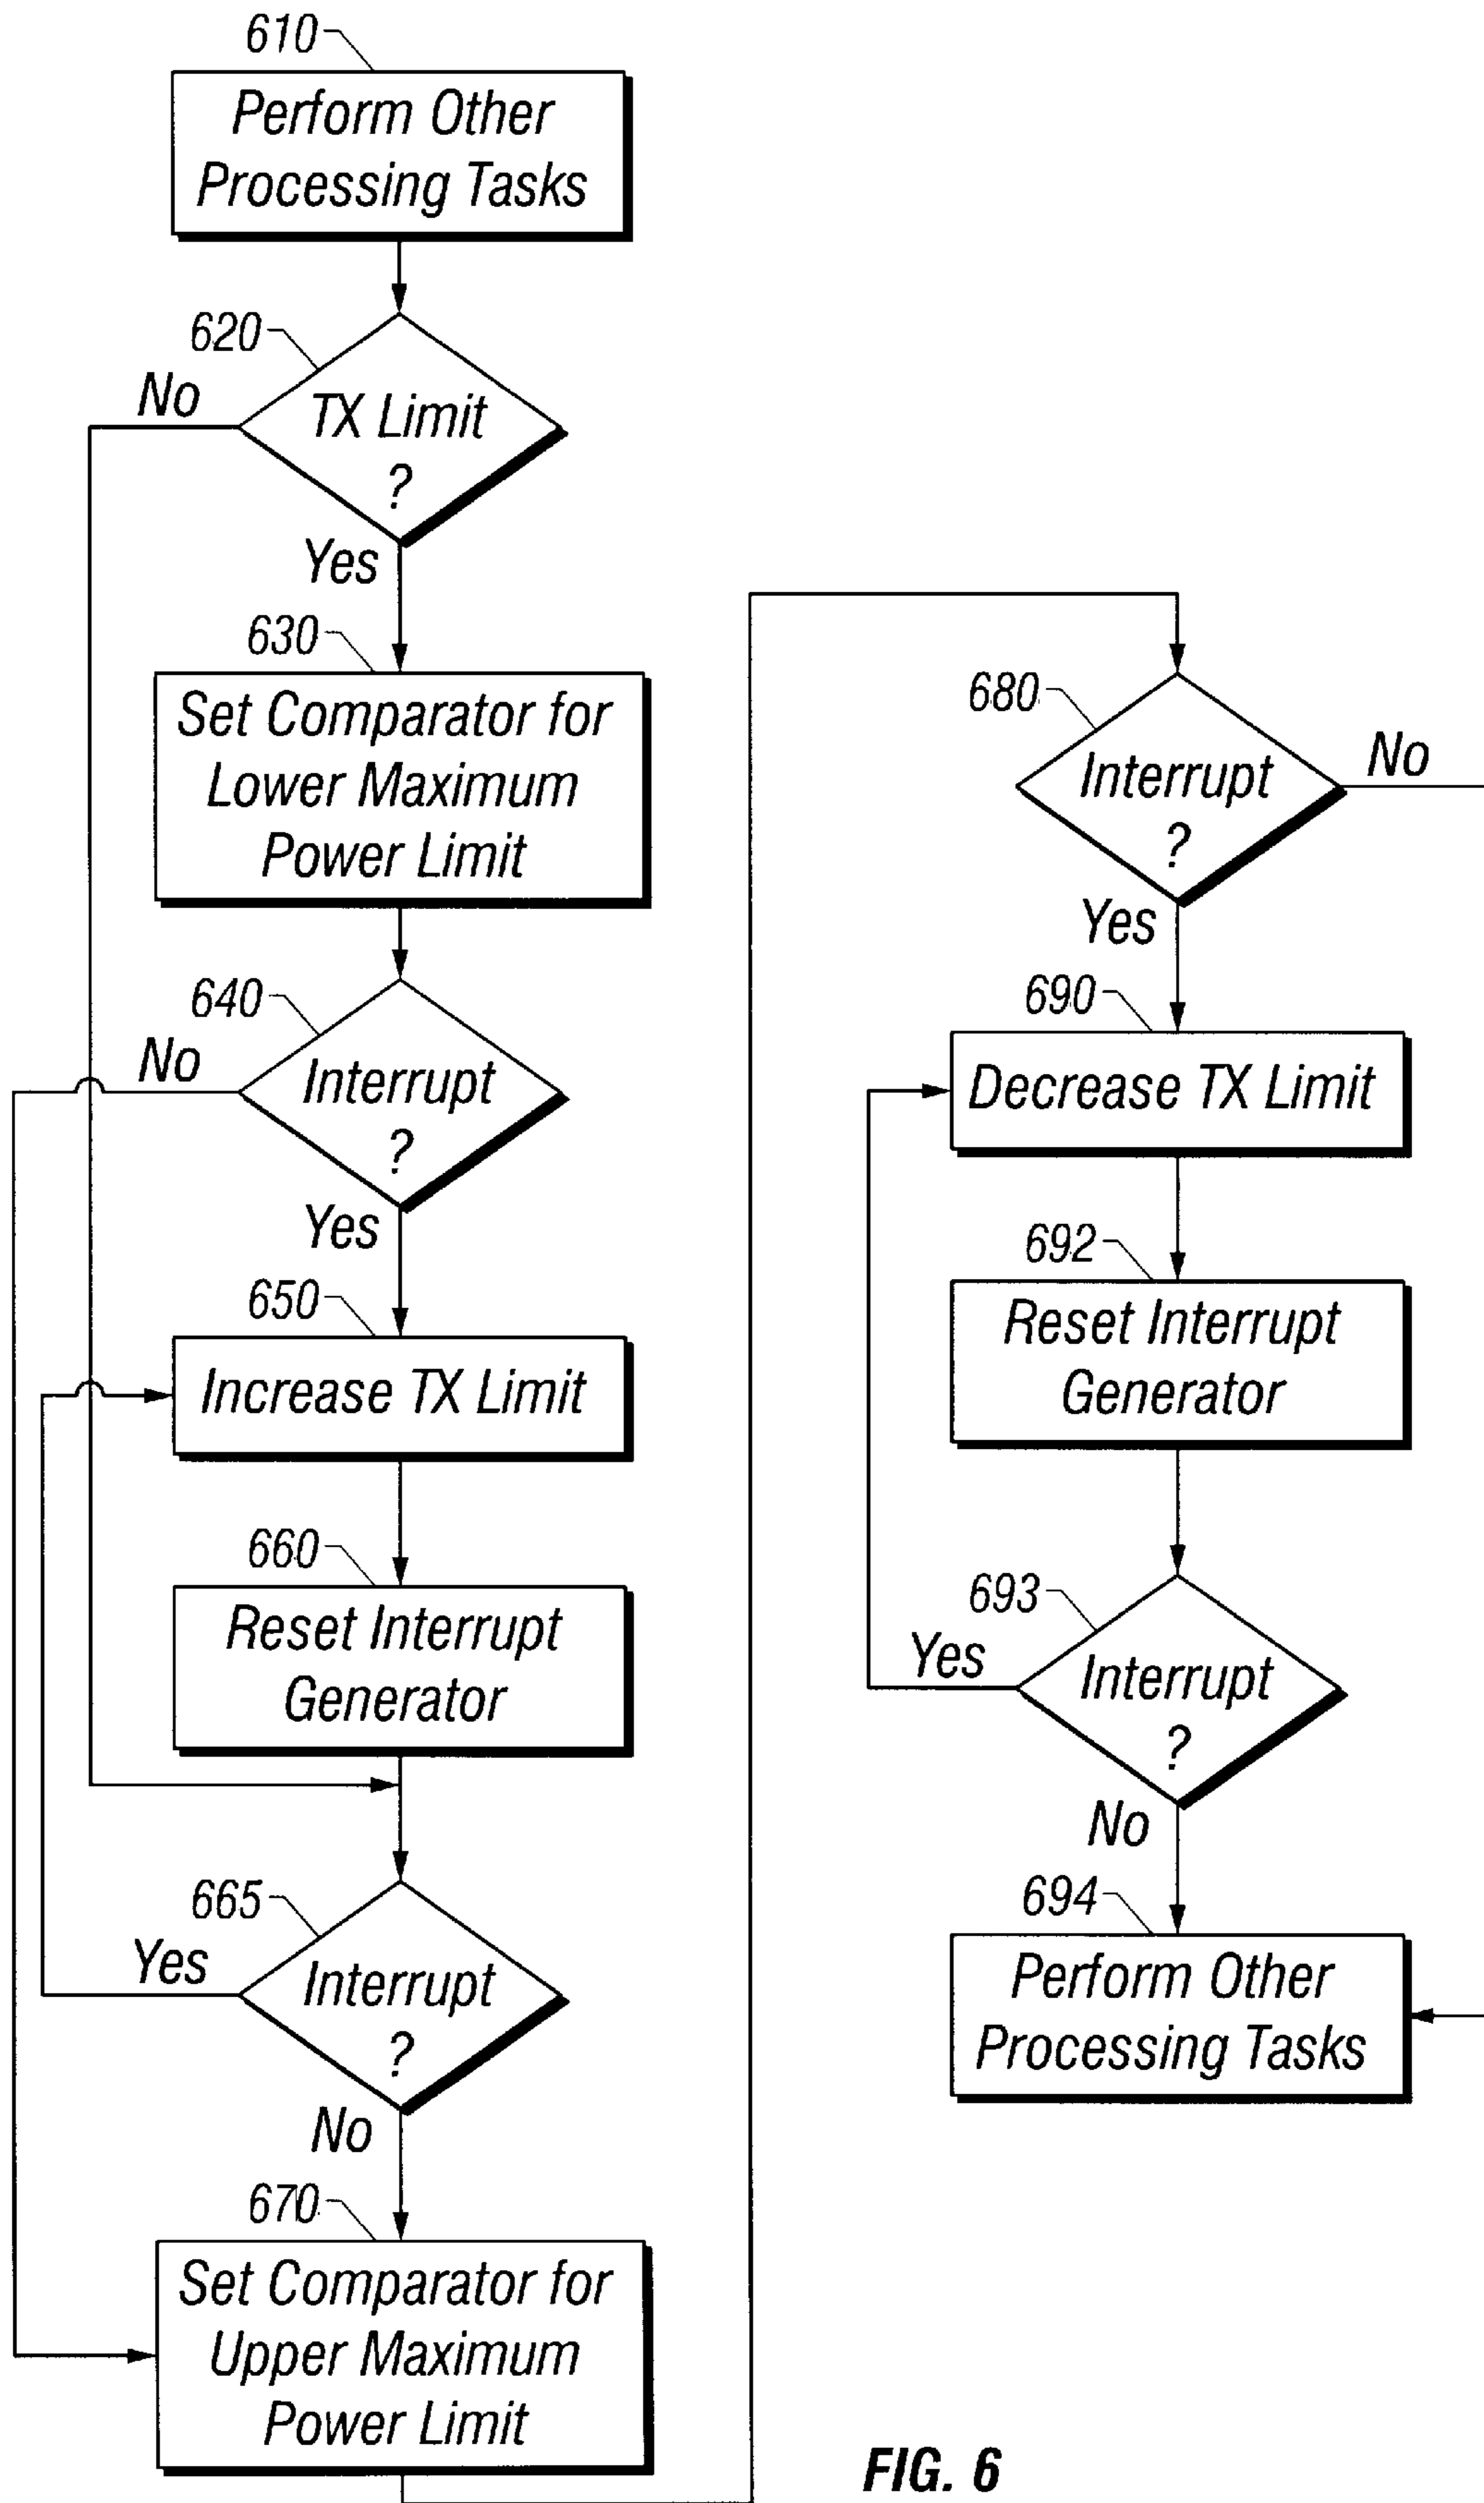 610
Perform Other
Processing Tasks
620
No
TX Limit
?
Yes
630
Set Comparator for
Lower Maximum
Power Limit
640
No
Interrupt
?
Yes
650
Increase TX Limit
660
Reset Interrupt
Generator
665
Yes
Interrupt
?
No
670
Set Comparator for
Upper Maximum
Power Limit
680
No
Interrupt
?
Yes
690
Decrease TX Limit
692
Reset Interrupt
Generator
693
Yes
Interrupt
?
No
694
Perform Other
Processing Tasks
FIG. 6